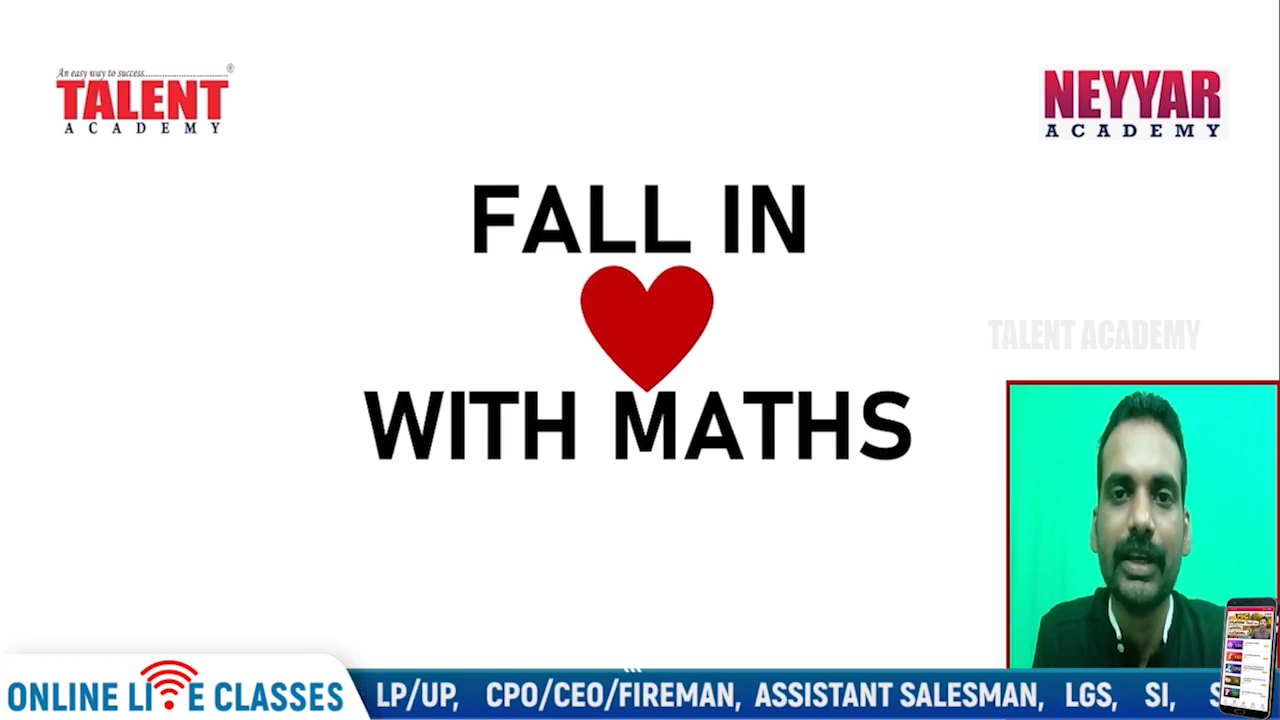 An easy way to success...........................
TALENT
ACADEMY
NEYYAR
ACADEMY
FALL IN
WITH MATHS
TALENT ACADEMY
ONLINE LIVE CLASSES
LP/UP, CPO/CEO/FIREMAN, ASSISTANT SALESMAN, LGS, SI, S